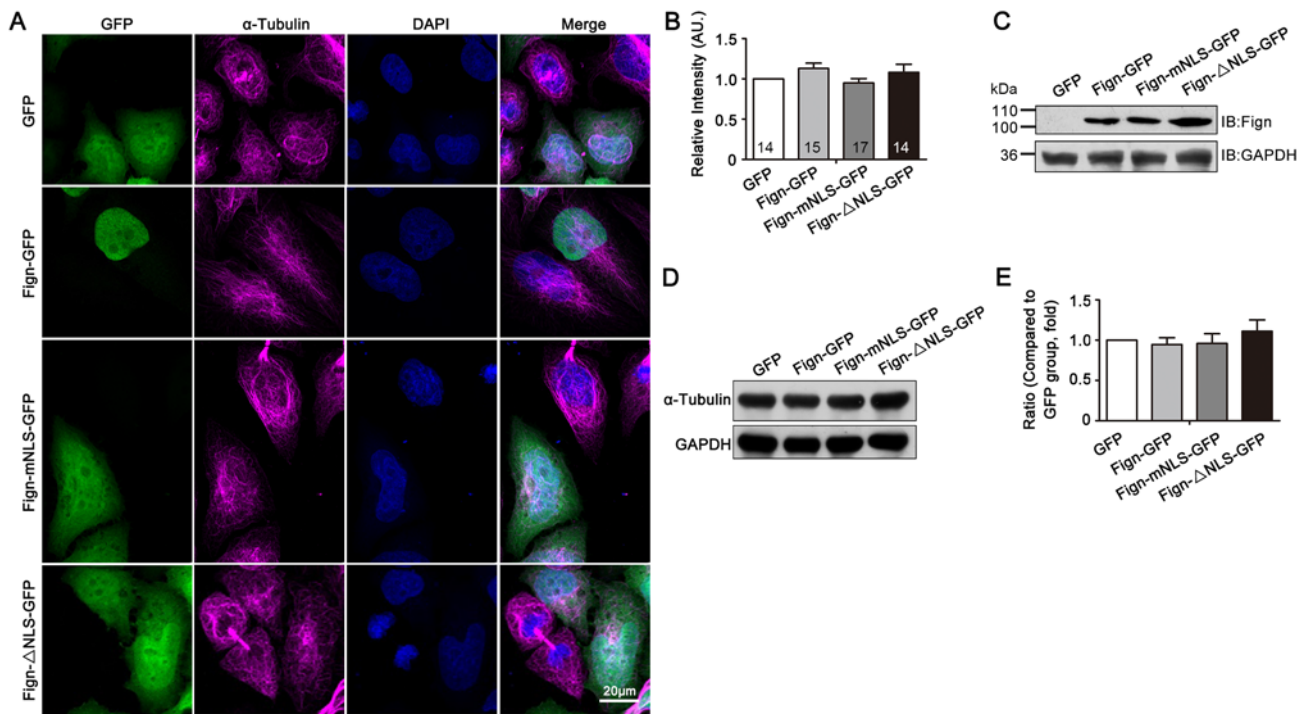 A
GFP
α-Tubulin
DAPI
Merge
GFP
Fign-GFP
Fign-mNLS-GFP
Fign-△NLS-GFP
20μm
B
Relative Intensity (AU.)
1.5
1.0
0.5
0
14
15
17
14
GFP
Fign-GFP
Fign-mNLS-GFP
Fign-△NLS-GFP
C
kDa
GFP
Fign-GFP
Fign-mNLS-GFP
Fign-△NLS-GFP
110
100
IB:Fign
36
IB:GAPDH
D
GFP
Fign-GFP
Fign-mNLS-GFP
Fign-△NLS-GFP
α-Tubulin
GAPDH
E
Ratio (Compared to
GFP group, fold)
1.5
1.0
0.5
0
GFP
Fign-GFP
Fign-mNLS-GFP
Fign-△NLS-GFP